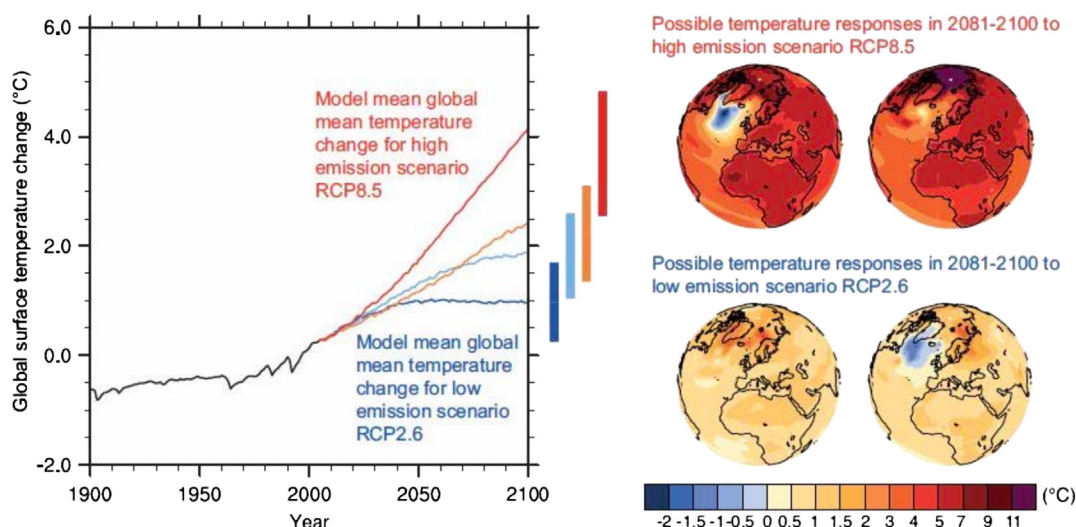 6.0
4.0
2.0
0.0
-2.0
Global surface temperature change (°C)
1900
1950
2000
2050
2100
Year
Model mean global
mean temperature
change for high
emission scenario
RCP8.5
Model mean global
mean temperature
change for low
emission scenario
RCP2.6
Possible temperature responses in 2081-2100 to
high emission scenario RCP8.5
Possible temperature responses in 2081-2100 to
low emission scenario RCP2.6
-2 -1.5 -1 -0.5 0 0.5 1 1.5 2 3 4 5 7 9 11 (°C)